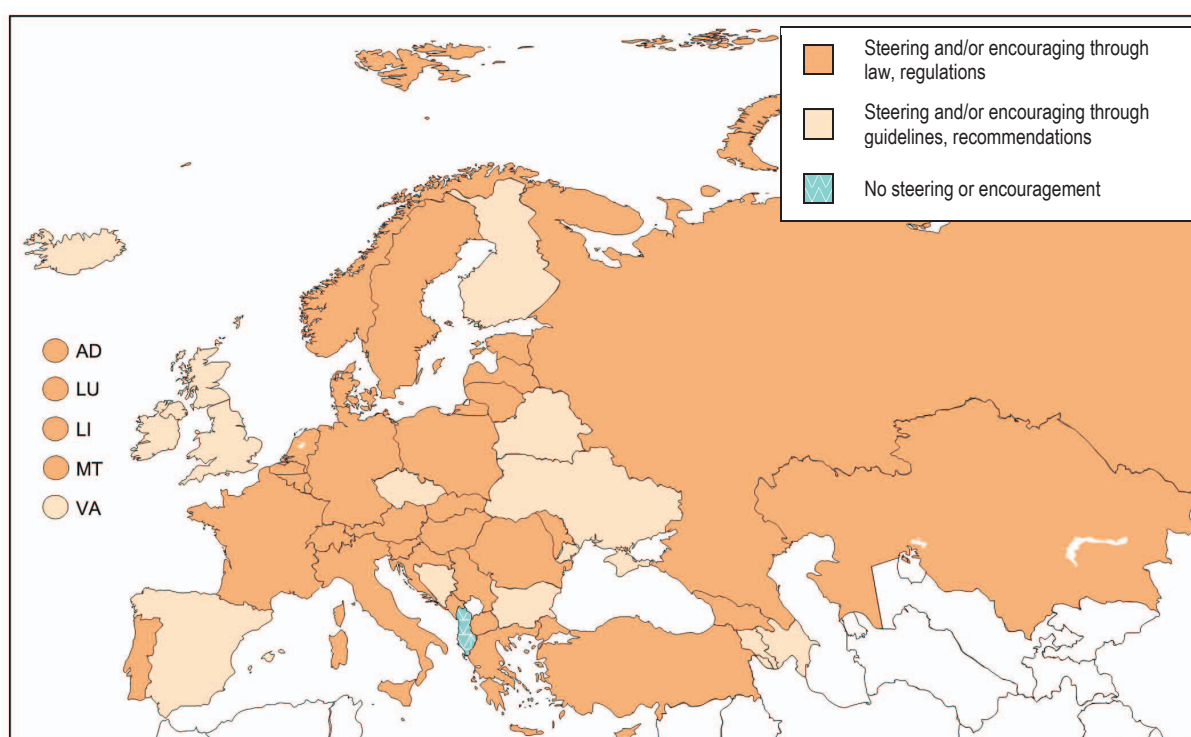 Steering and/or encouraging through
law, regulations
Steering and/or encouraging through
guidelines, recommendations
No steering or encouragement
AD
LU
LI
MT
VA